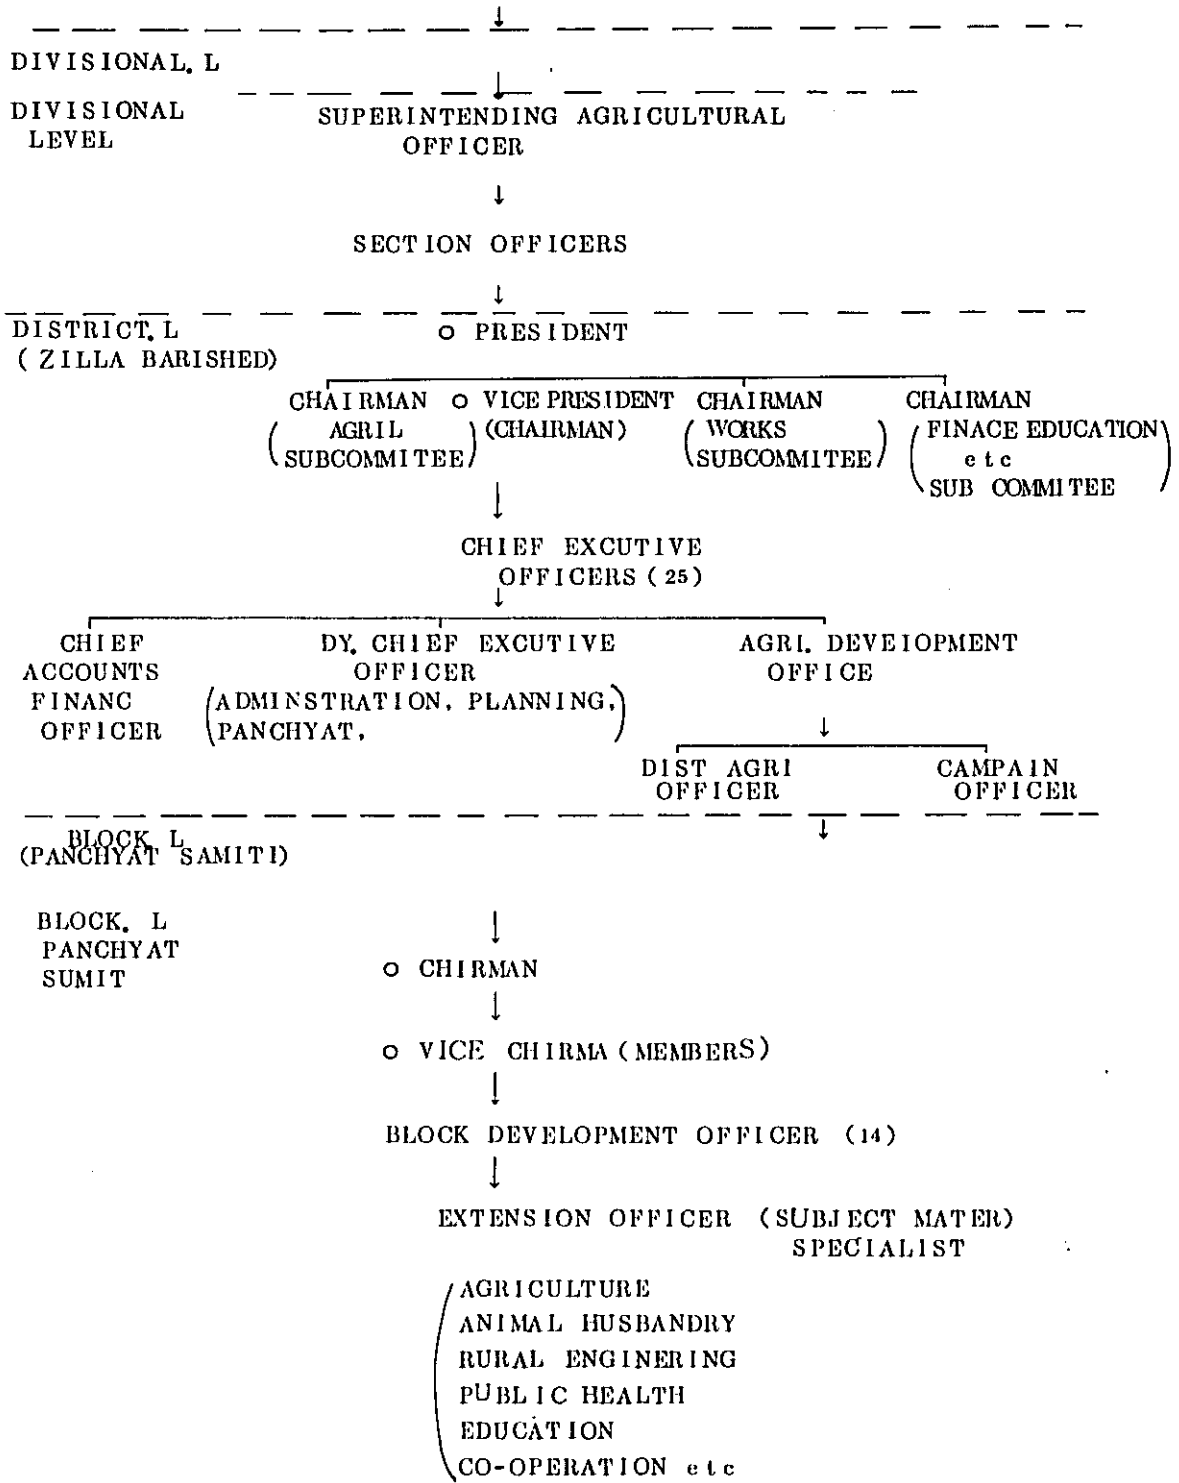 DIVISIONAL. L
DIVISIONAL
LEVEL
SUPERINTENDING AGRICULTURAL
OFFICER
SECTION OFFICERS
DISTRICT. L
(ZILLA BARISHED)
o PRESIDENT
CHAIRMAN
(AGRIL
SUBCOMMITEE)
o VICE PRESIDENT
(CHAIRMAN)
CHAIRMAN
(WORKS
SUBCOMMITEE)
CHAIRMAN
(FINACE EDUCATION
etc
SUB COMMITEE)
CHIEF EXCUTIVE
OFFICERS (25)
CHIEF
ACCOUNTS
FINANC
OFFICER
DY. CHIEF EXCUTIVE
OFFICER
(ADMINSTRATION. PLANNING.
PANCHYAT.)
AGRI. DEVEIOPMENT
OFFICE
DIST AGRI
OFFICER
CAMPAIN
OFFICER
BLOCK. L
(PANCHYAT SAMITI)
BLOCK. L
PANCHYAT
SUMIT
o CHIRMAN
o VICE CHIRMA (MEMBERS)
BLOCK DEVELOPMENT OFFICER (14)
EXTENSION OFFICER (SUBJECT MATER)
SPECIALIST
(AGRICULTURE
ANIMAL HUSBANDRY
RURAL ENGINERING
PUBLIC HEALTH
EDUCATION
CO-OPERATION etc